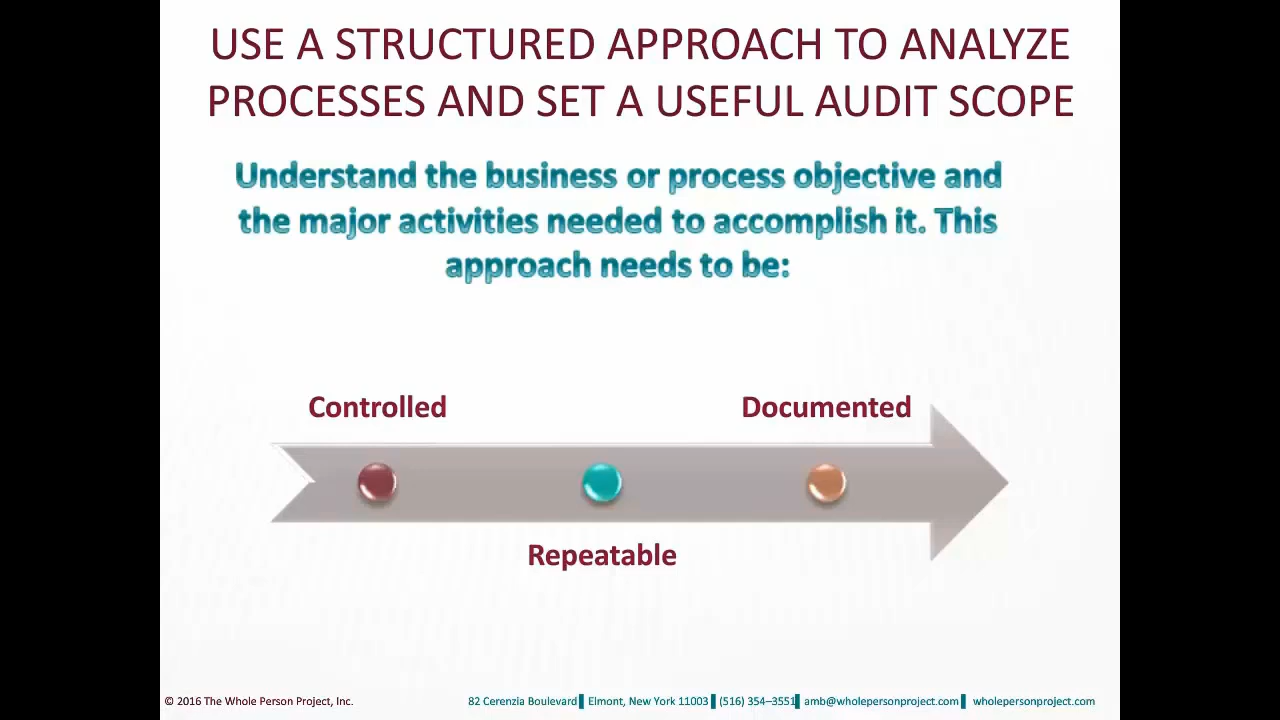 USE A STRUCTURED APPROACH TO ANALYZE
PROCESSES AND SET A USEFUL AUDIT SCOPE
Understand the business or process objective and
the major activities needed to accomplish it. This
approach needs to be:
Controlled
Documented
Repeatable
© 2016 The Whole Person Project, Inc.
82 Cerenzia Boulevard▐ Elmont, New York 11003▐ (516) 354–3551▐ amb@wholepersonproject.com▐ wholepersonproject.com